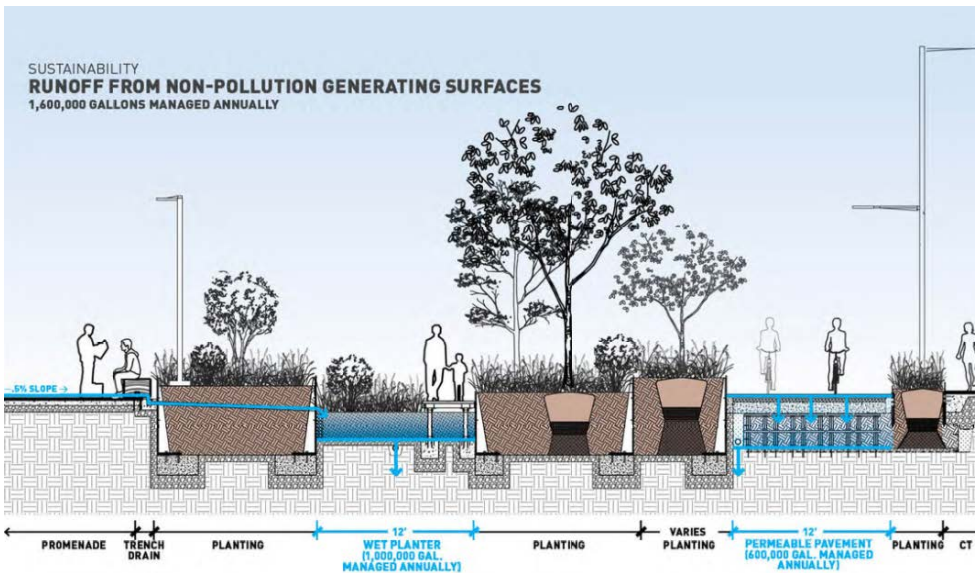 SUSTAINABILITY
RUNOFF FROM NON-POLLUTION GENERATING SURFACES
1,600,000 GALLONS MANAGED ANNUALLY
.5% SLOPE
PROMENADE
TRENCH
DRAIN
PLANTING
12'
WET PLANTER
(1,000,000 GAL.
MANAGED ANNUALLY)
PLANTING
VARIES
PLANTING
12'
PERMEABLE PAVEMENT
(600,000 GAL. MANAGED
ANNUALLY)
PLANTING
CT